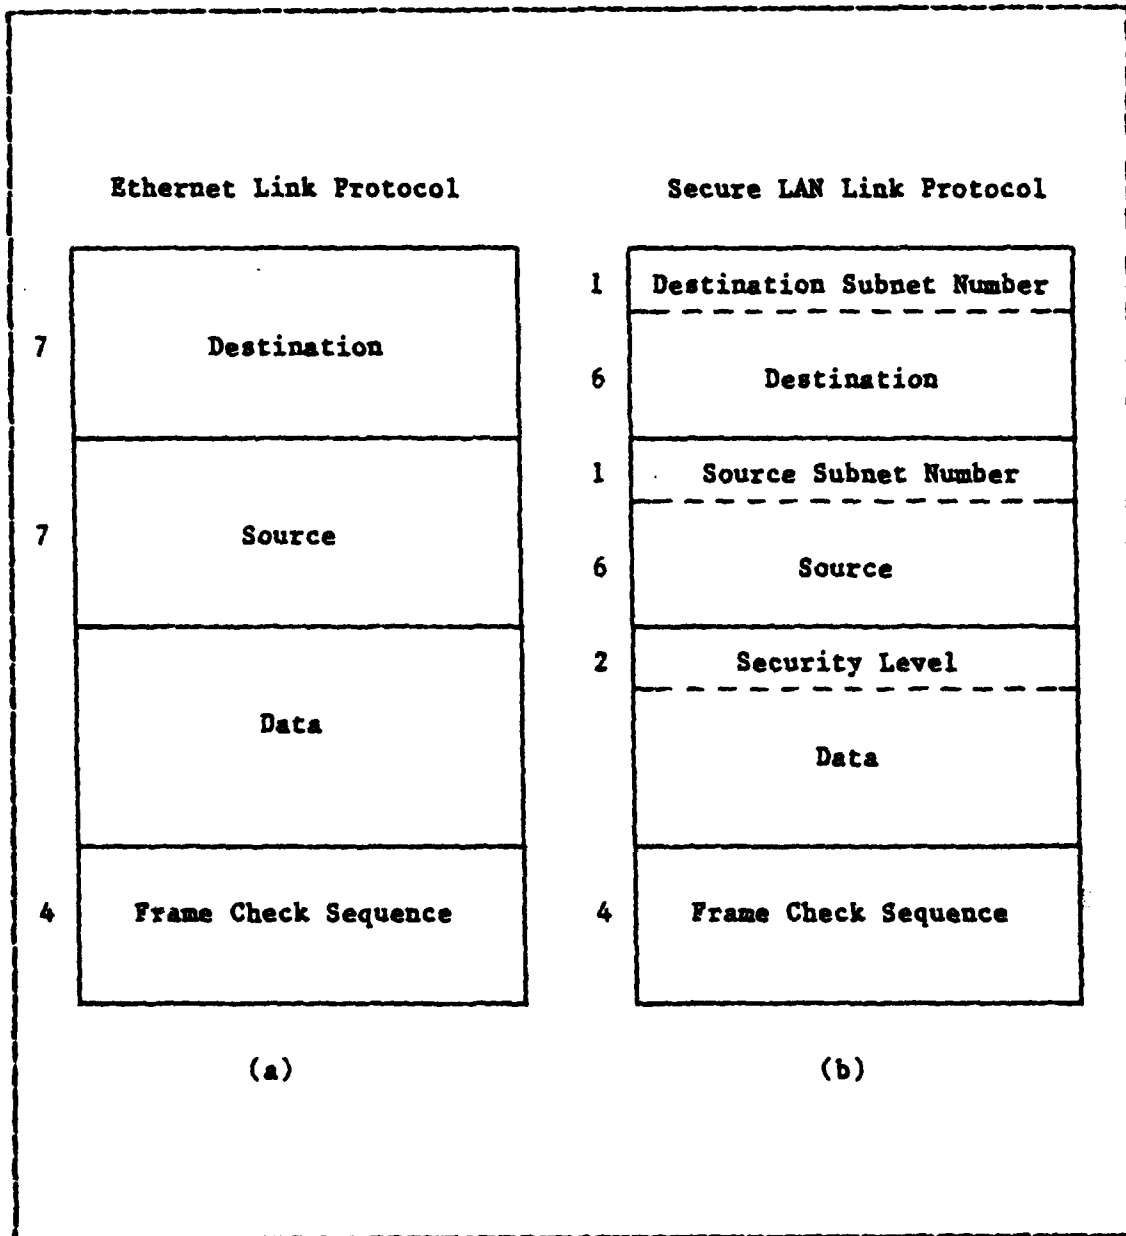 Ethernet Link Protocol
7 Destination
7 Source
Data
4 Frame Check Sequence
(a)
Secure LAN Link Protocol
1 Destination Subnet Number
6 Destination
1 Source Subnet Number
6 Source
2 Security Level
Data
4 Frame Check Sequence
(b)